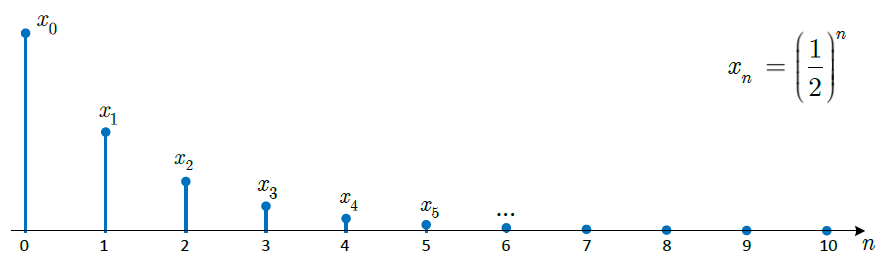 x₀
xₙ = (1/2)ⁿ
x₁
x₂
x₃
x₄
x₅
...
0 1 2 3 4 5 6 7 8 9 10 n